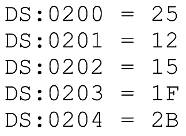 DS:0200 = 25
DS:0201 = 12
DS:0202 = 15
DS:0203 = 1F
DS:0204 = 2B